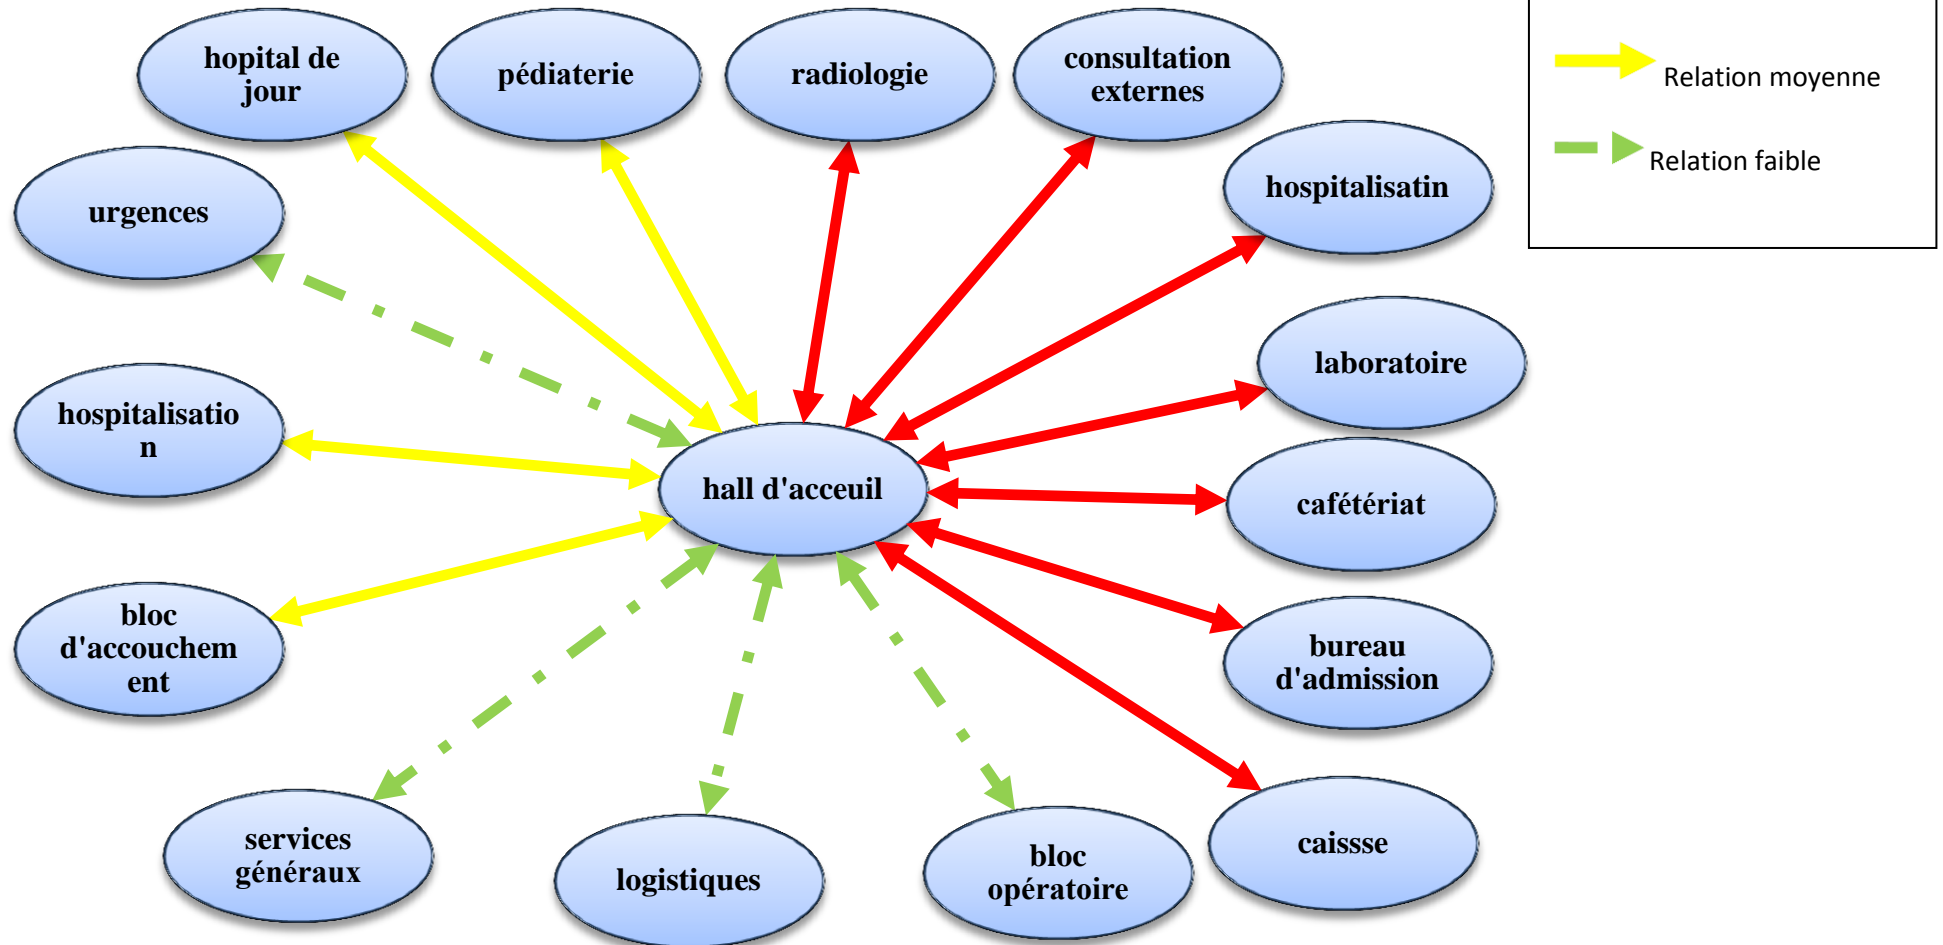 hopital de
jour
pédiaterie
radiologie
consultation
externes
Relation moyenne
Relation faible
hospitalisatin
urgences
laboratoire
hospitalisatio
n
hall d'acceuil
cafétériat
bloc
d'accouchem
ent
bureau
d'admission
services
généraux
logistiques
bloc
opératoire
caissse